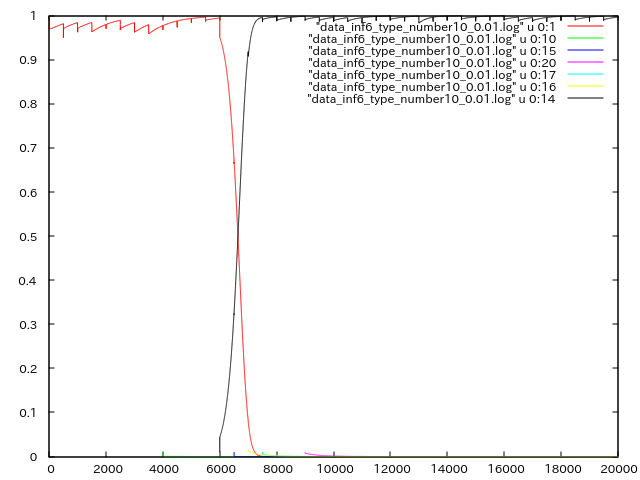 1
0.9
0.8
0.7
0.6
0.5
0.4
0.3
0.2
0.1
0
"data_inf6_type_number10_0.01.log" u 0:1
"data_inf6_type_number10_0.01.log" u 0:10
"data_inf6_type_number10_0.01.log" u 0:15
"data_inf6_type_number10_0.01.log" u 0:20
"data_inf6_type_number10_0.01.log" u 0:17
"data_inf6_type_number10_0.01.log" u 0:16
"data_inf6_type_number10_0.01.log" u 0:14
0 2000 4000 6000 8000 10000 12000 14000 16000 18000 20000